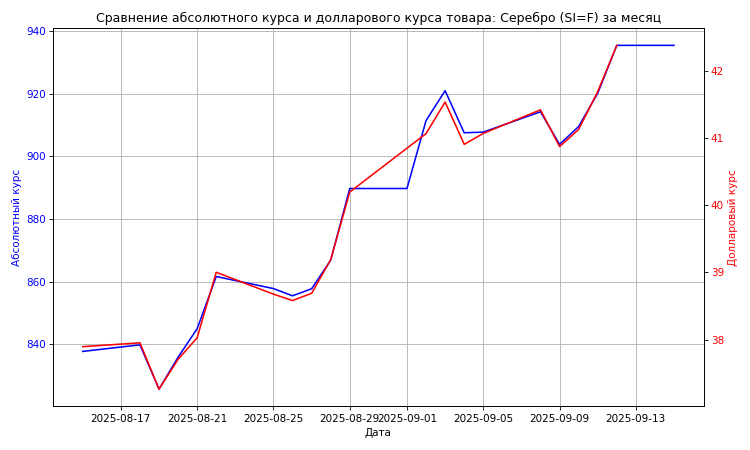 Сравнение абсолютного курса и долларового курса товара: Серебро (SI=F) за месяц
940
920
900
880
860
840
Абсолютный курс
42
41
40
39
38
Долларовый курс
2025-08-17 2025-08-21 2025-08-25 2025-08-29 2025-09-01 2025-09-05 2025-09-09 2025-09-13
Дата